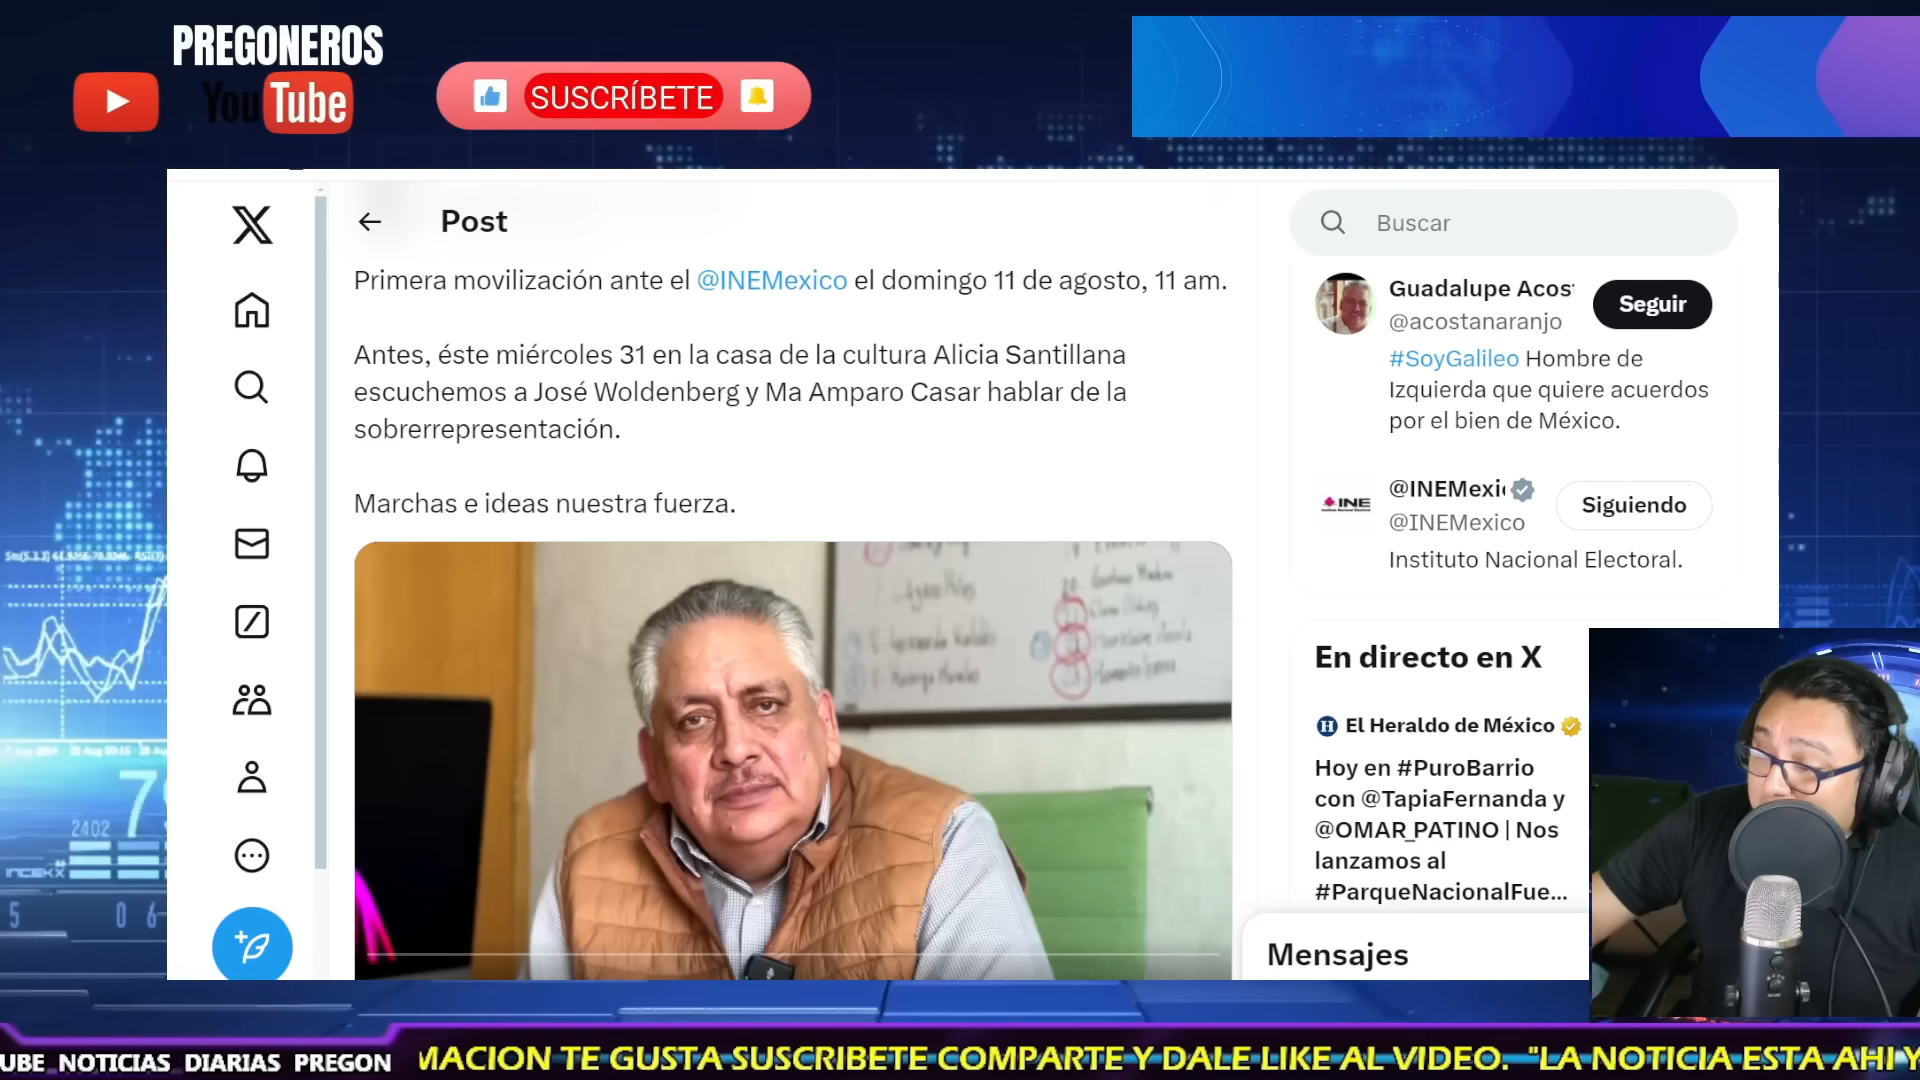 PREGONEROS
YouTube
SUSCRÍBETE
Post
Primera movilización ante el @INEMexico el domingo 11 de agosto, 11 am.
Antes, éste miércoles 31 en la casa de la cultura Alicia Santillana
escuchemos a José Woldenberg y Ma Amparo Casar hablar de la
sobrerrepresentación.
Marchas e ideas nuestra fuerza.
Buscar
Guadalupe Acos
Seguir
@acostanaranjo
#SoyGalileo Hombre de
Izquierda que quiere acuerdos
por el bien de México.
INE
@INEMexi
@INEMexico
Siguiendo
Instituto Nacional Electoral.
En directo en X
El Heraldo de México
Hoy en #PuroBarrio
con @TapiaFernanda y
@OMAR_PATINO | Nos
lanzamos al
#ParqueNacionalFue...
Mensajes
2402
5 0 6
UBE NOTICIAS DIARIAS PREGON
MACION TE GUSTA SUSCRIBETE COMPARTE Y DALE LIKE AL VIDEO. "LA NOTICIA ESTA AHI Y